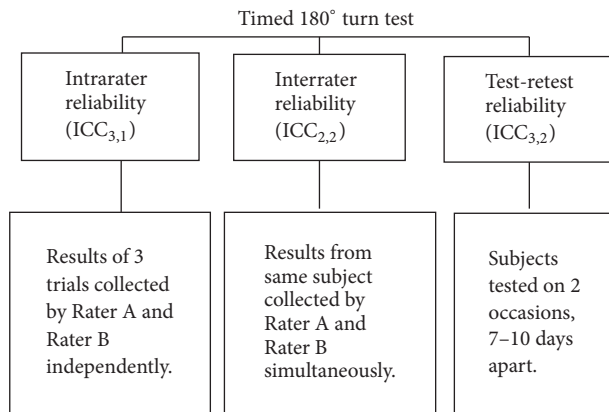 Timed 180° turn test
Intrarater
reliability
(ICC3,1)
Interrater
reliability
(ICC2,2)
Test-retest
reliability
(ICC3,2)
Results of 3
trials collected
by Rater A and
Rater B
independently.
Results from
same subject
collected by
Rater A and
Rater B
simultaneously.
Subjects
tested on 2
occasions,
7–10 days
apart.